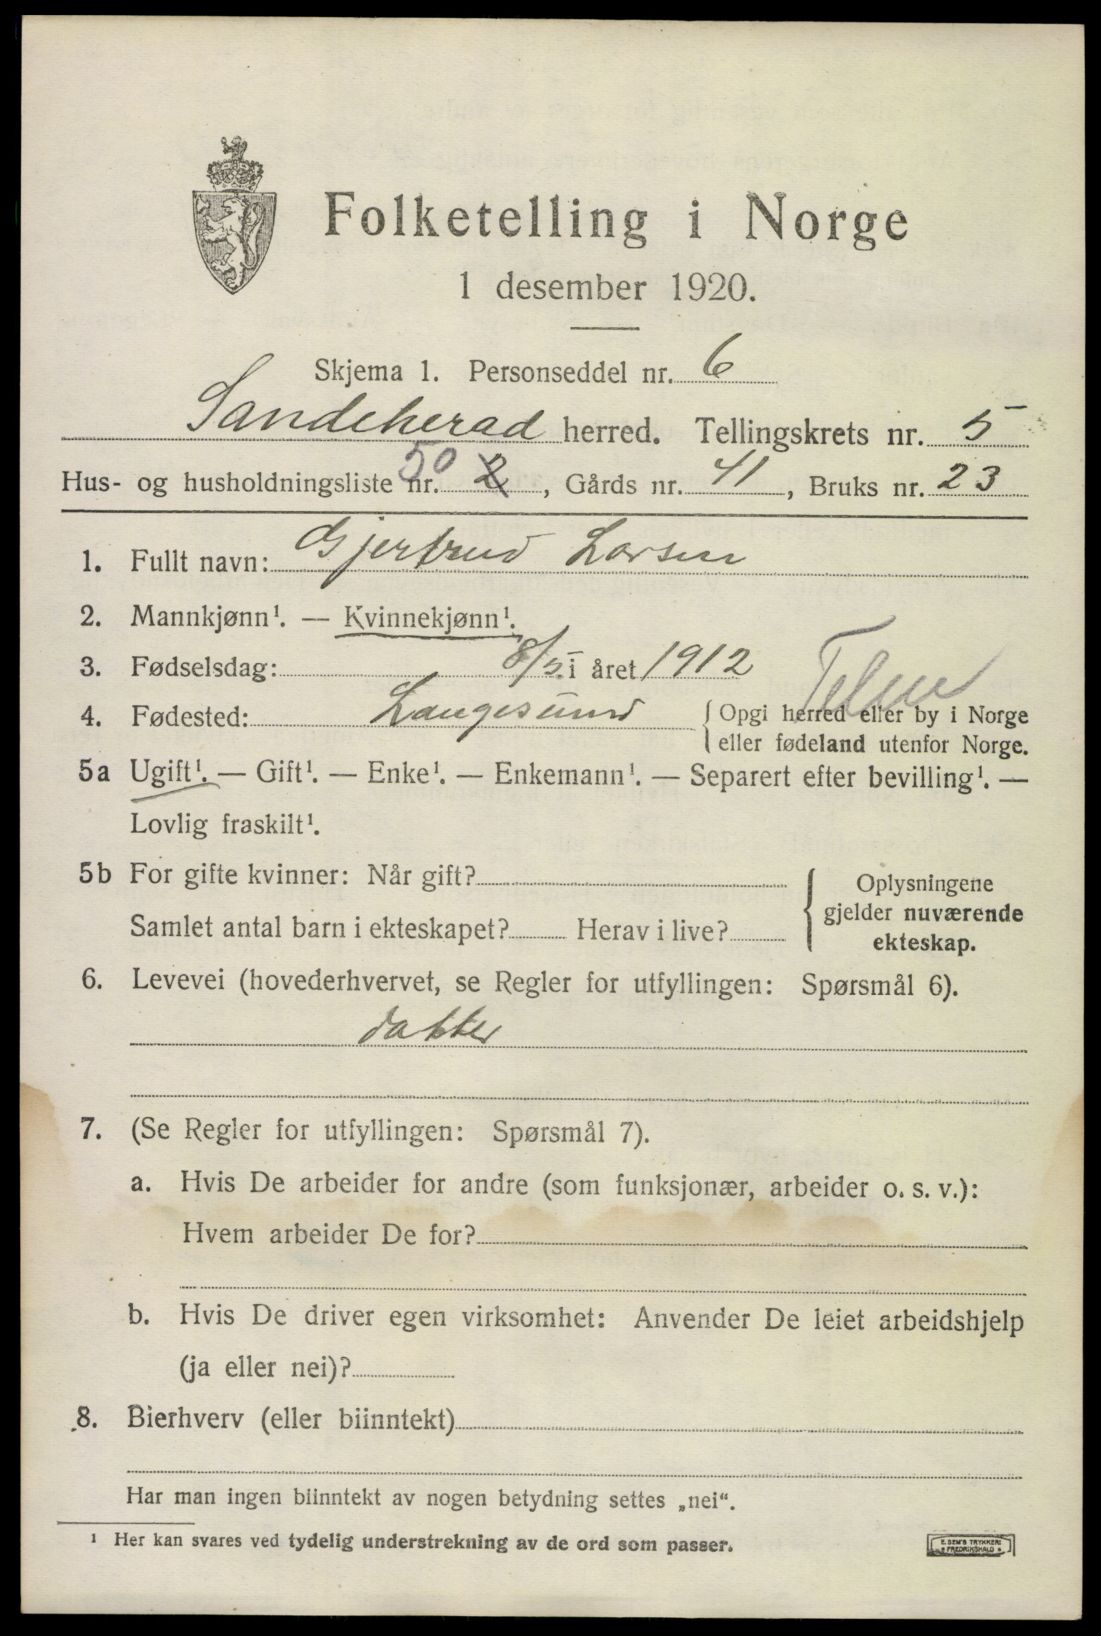 Folketelling i Norge
1 desember 1920.
Skjema 1. Personseddel nr. 6
Sandeherad herred. Tellingskrets nr. 5
Hus- og husholdningsliste nr. 50 2, Gårds nr. 41, Bruks nr. 23
1. Fullt navn: Gjertrud Larsen
2. Mannkjønn¹. — Kvinnekjønn¹.
3. Fødselsdag: 8/5 i året 1912
4. Fødested: Langesund { Opgi herred eller by i Norge
eller fødeland utenfor Norge.
5a Ugift¹. — Gift¹. — Enke¹. — Enkemann¹. — Separert efter bevilling¹. —
Lovlig fraskilt¹.
5b For gifte kvinner: Når gift?
Samlet antal barn i ekteskapet? Herav i live?
Oplysningene
gjelder nuværende
ekteskap.
6. Levevei (hovederhvervet, se Regler for utfyllingen: Spørsmål 6).
datter
7. (Se Regler for utfyllingen: Spørsmål 7).
a. Hvis De arbeider for andre (som funksjonær, arbeider o. s. v.):
Hvem arbeider De for?
b. Hvis De driver egen virksomhet: Anvender De leiet arbeidshjelp
(ja eller nei)?
8. Bierhverv (eller biinntekt)
Har man ingen biinntekt av nogen betydning settes „nei“.
¹ Her kan svares ved tydelig understrekning av de ord som passer.
E. SEM'S TRYKKERI
FREDRIKSHALD